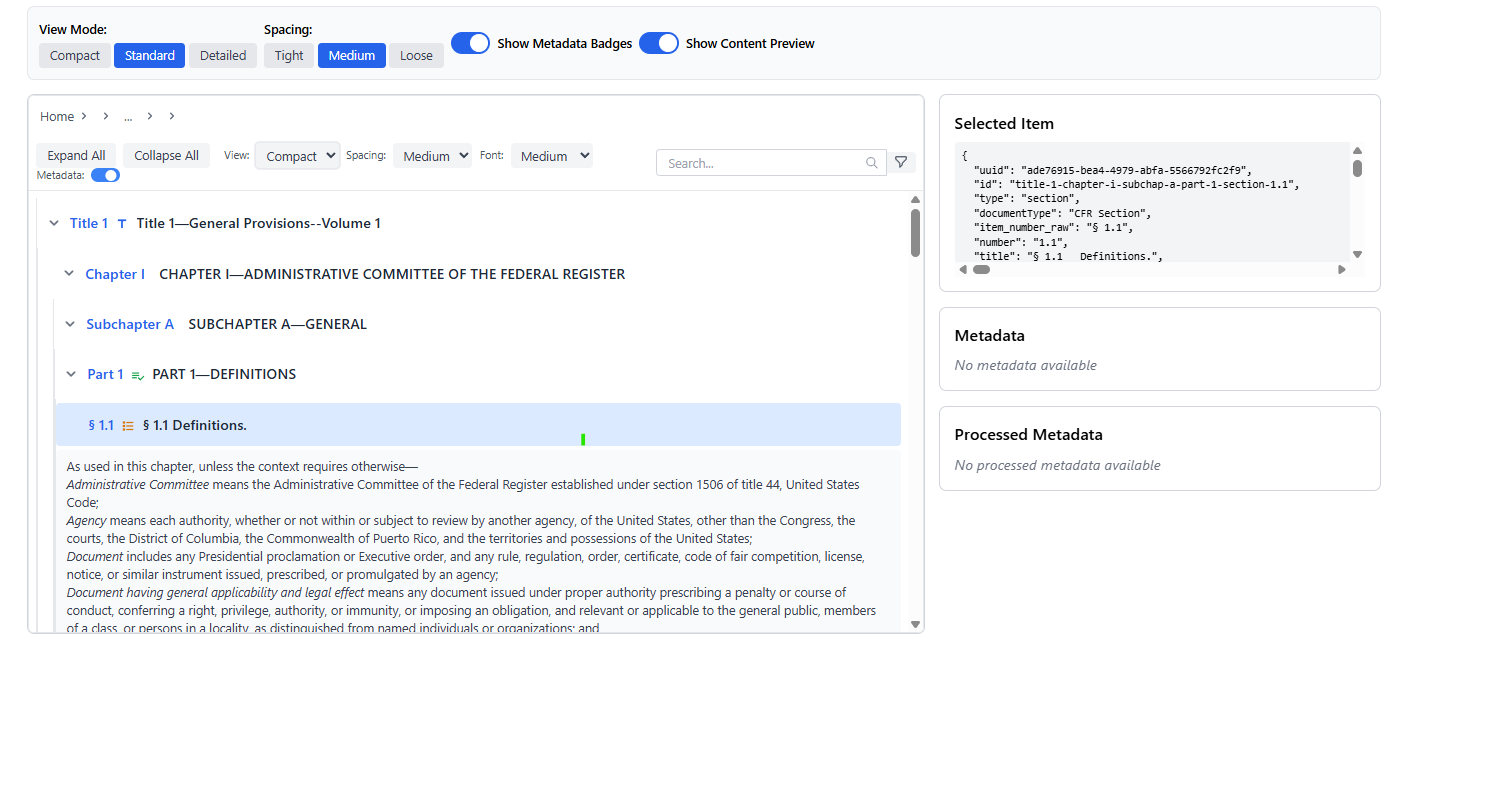 View Mode:
Spacing:
Compact Standard Detailed Tight Medium Loose
Show Metadata Badges Show Content Preview
Home > > ... > >
Expand All Collapse All View: Compact Spacing: Medium Font: Medium
Search...
Metadata:
Title 1 T Title 1—General Provisions--Volume 1
Chapter I CHAPTER I—ADMINISTRATIVE COMMITTEE OF THE FEDERAL REGISTER
Subchapter A SUBCHAPTER A—GENERAL
Part 1 PART 1—DEFINITIONS
§ 1.1 § 1.1 Definitions.
As used in this chapter, unless the context requires otherwise—
Administrative Committee means the Administrative Committee of the Federal Register established under section 1506 of title 44, United States
Code;
Agency means each authority, whether or not within or subject to review by another agency, of the United States, other than the Congress, the
courts, the District of Columbia, the Commonwealth of Puerto Rico, and the territories and possessions of the United States;
Document includes any Presidential proclamation or Executive order, and any rule, regulation, order, certificate, code of fair competition, license,
notice, or similar instrument issued, prescribed, or promulgated by an agency;
Document having general applicability and legal effect means any document issued under proper authority prescribing a penalty or course of
conduct, conferring a right, privilege, authority, or immunity, or imposing an obligation, and relevant or applicable to the general public, members
of a class, or persons in a locality, as distinguished from named individuals or organizations; and
Selected Item
{
"uuid": "ade76915-bea4-4979-abfa-5566792fc2f9",
"id": "title-1-chapter-i-subchap-a-part-1-section-1.1",
"type": "section",
"documentType": "CFR Section",
"item_number_raw": "§ 1.1",
"number": "1.1",
"title": "§ 1.1 Definitions.",
Metadata
No metadata available
Processed Metadata
No processed metadata available